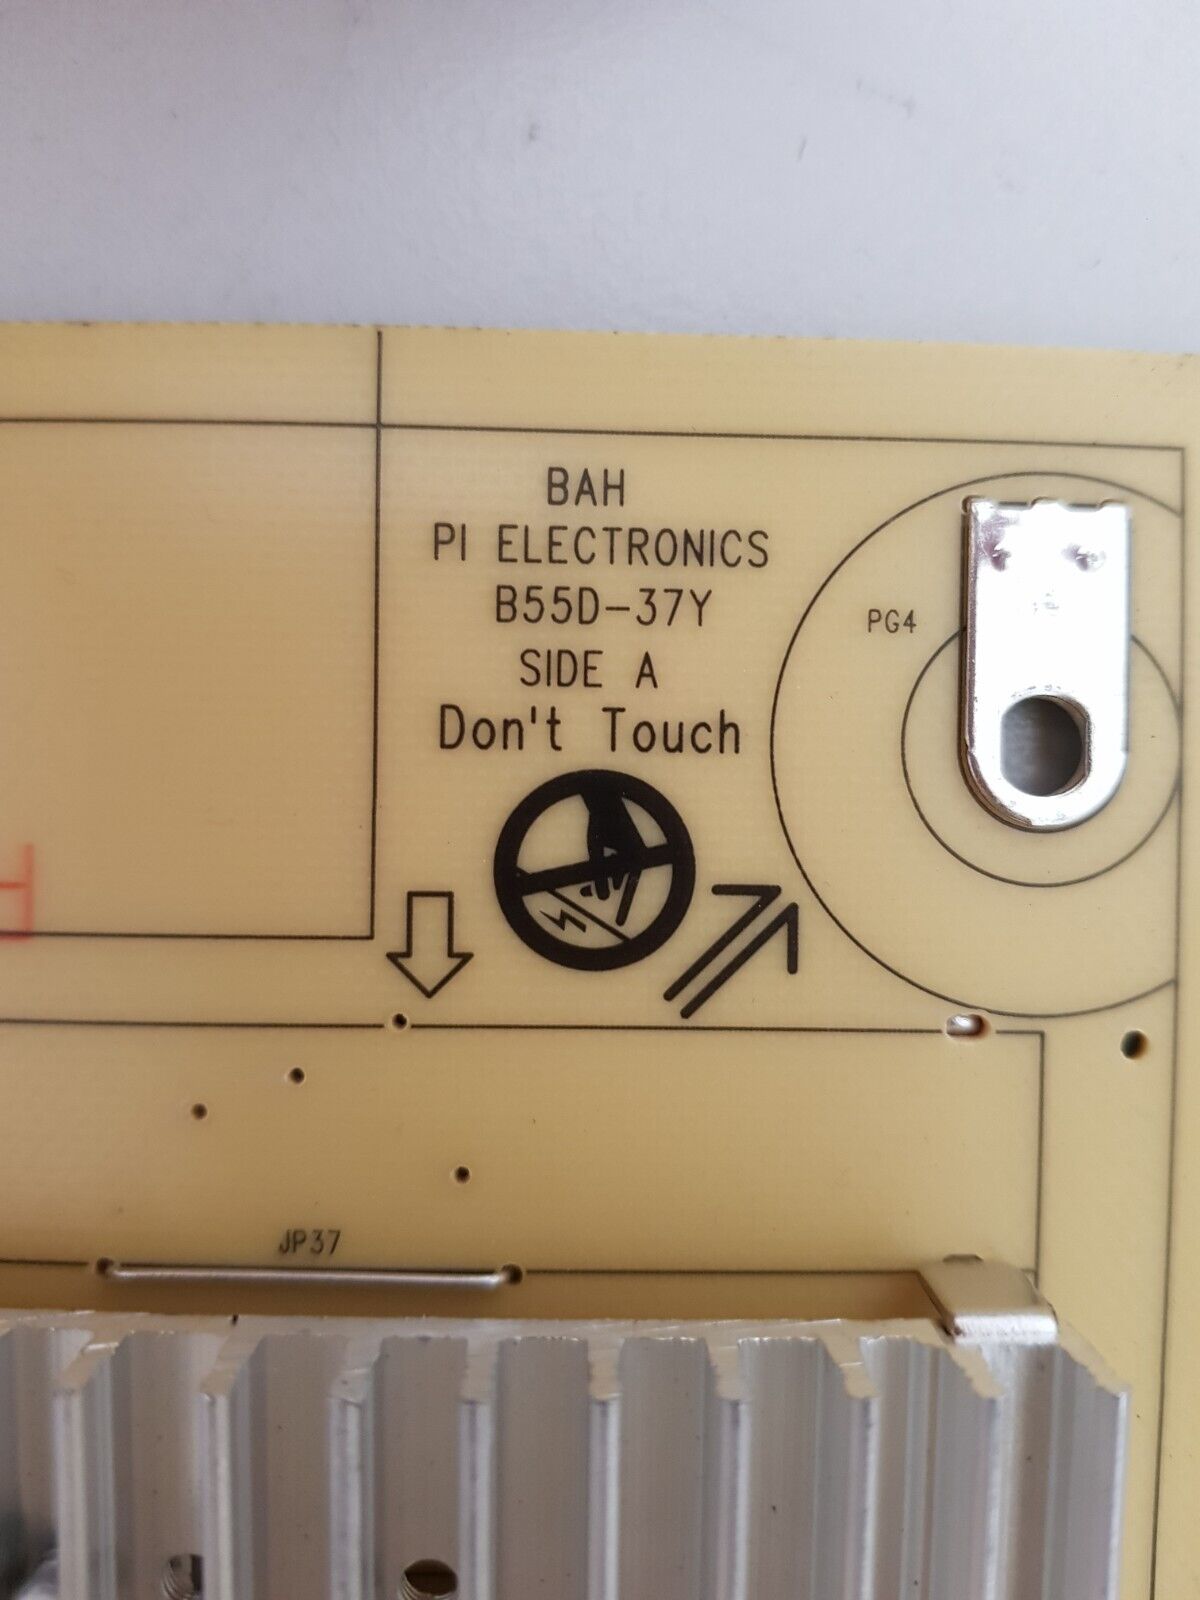 BAH
PI ELECTRONICS
B55D-37Y
SIDE A
Don't Touch
PG4
JP37